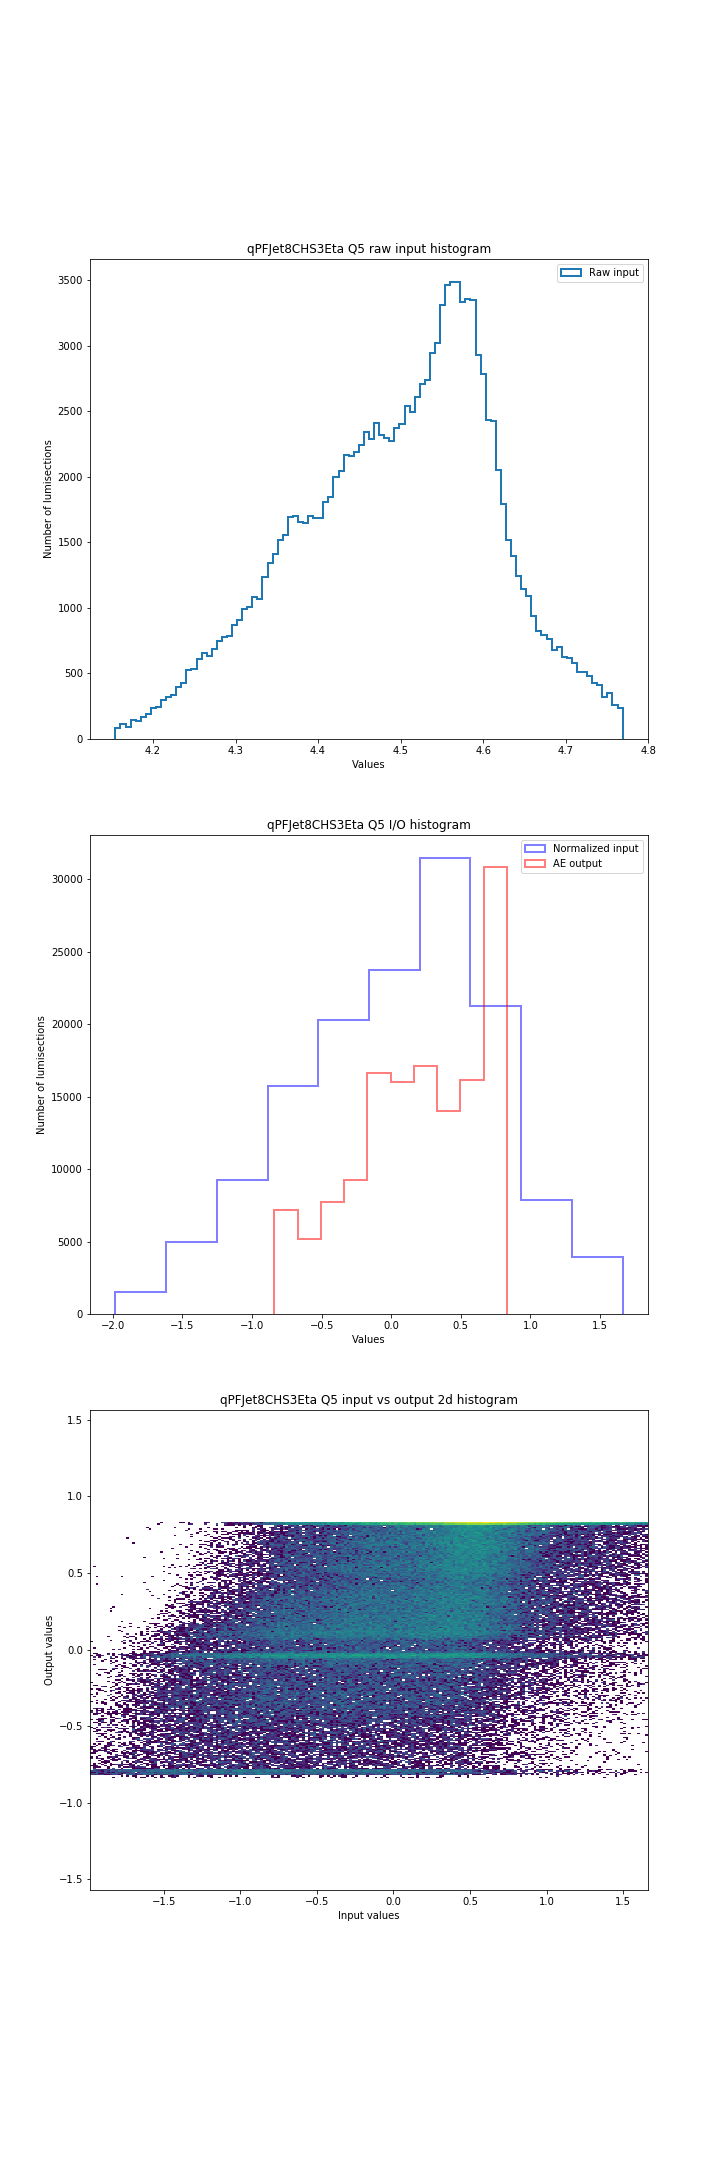 qPFJet8CHS3Eta Q5 raw input histogram
Raw input
3500
3000
2500
2000
1500
1000
500
0
Number of lumisections
4.2 4.3 4.4 4.5 4.6 4.7 4.8
Values
qPFJet8CHS3Eta Q5 I/O histogram
Normalized input
AE output
30000
25000
20000
15000
10000
5000
0
Number of lumisections
−2.0 −1.5 −1.0 −0.5 0.0 0.5 1.0 1.5
Values
qPFJet8CHS3Eta Q5 input vs output 2d histogram
1.5
1.0
0.5
0.0
−0.5
−1.0
−1.5
Output values
−1.5 −1.0 −0.5 0.0 0.5 1.0 1.5
Input values